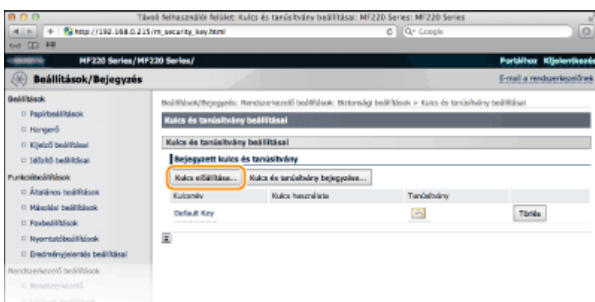 Távoli felhasználói felület: Kulcs és tanúsítvány beállításai: MF220 Series: MF220 Series
http://192.168.0.215/m_security_key.html
Google
MF220 Series/MF220 Series/
Portálhoz Kijelentkezés
Beállítások/Bejegyzés
E-mail a rendszerkezelőnek
Beállítások
Papírbeállítások
Hangerő
Kijelző beállításai
Időzítő beállításai
Funkcióbeállítások
Általános beállítások
Másolási beállítások
Faxbeállítások
Nyomtatóbeállítások
Eredményjelentés beállításai
Rendszerkezelő beállítások
Rendszerkezelő
Beállítások/Bejegyzés: Rendszerkezelő beállítások: Biztonsági beállítások > Kulcs és tanúsítvány beállításai
Kulcs és tanúsítvány beállításai
Kulcs és tanúsítvány beállításai
Bejegyzett kulcs és tanúsítvány
Kulcs előállítása... Kulcs és tanúsítvány bejegyzése...
Kulcsnév Kulcs használata Tanúsítvány
Default Key Törlés